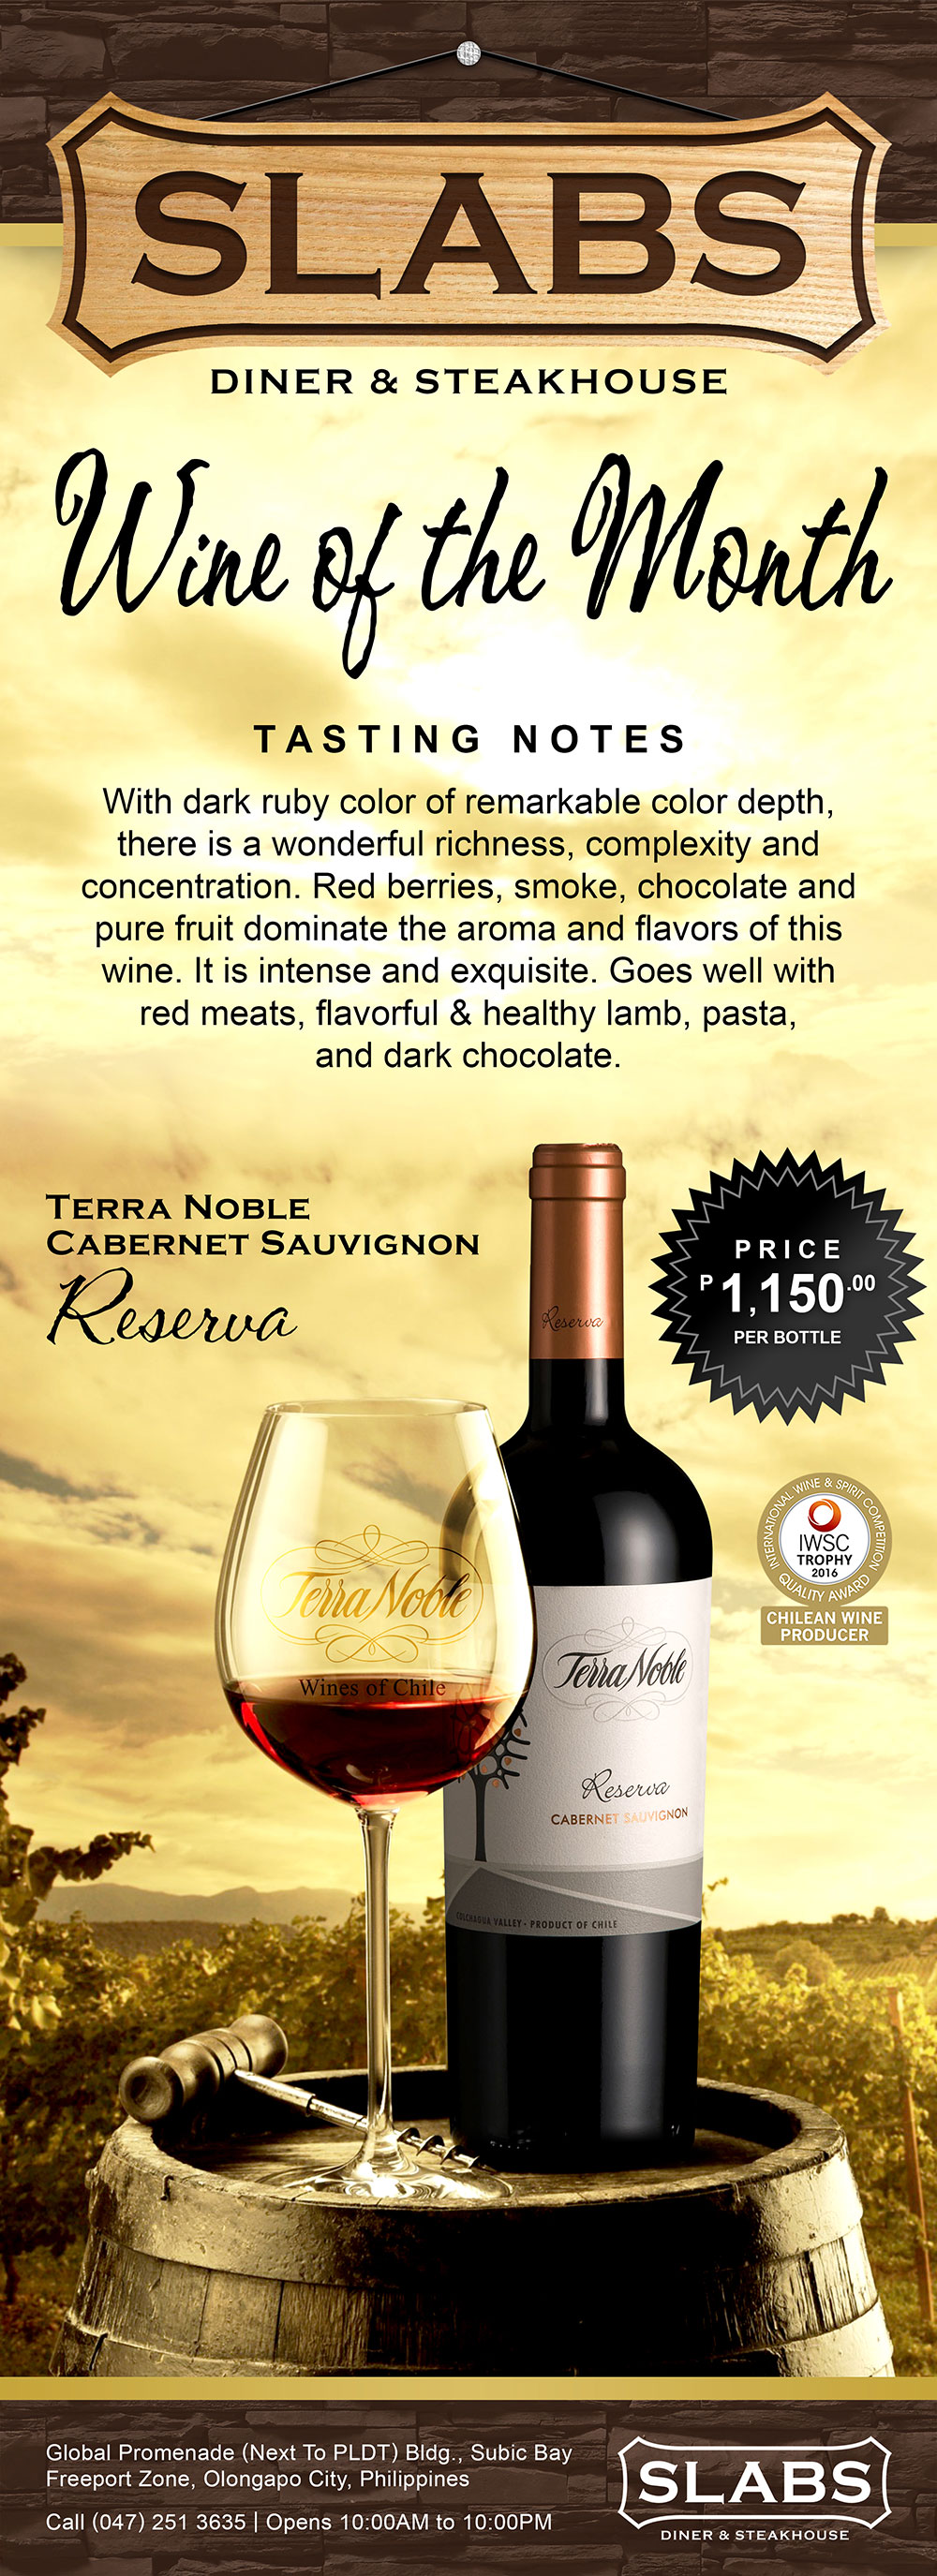 SLABS
DINER & STEAKHOUSE
Wine of the Month
TASTING NOTES
With dark ruby color of remarkable color depth,
there is a wonderful richness, complexity and
concentration. Red berries, smoke, chocolate and
pure fruit dominate the aroma and flavors of this
wine. It is intense and exquisite. Goes well with
red meats, flavorful & healthy lamb, pasta,
and dark chocolate.
TERRA NOBLE
CABERNET SAUVIGNON
Reserva
PRICE
P 1,150.00
PER BOTTLE
Reserva
INTERNATIONAL WINE & SPIRIT COMPETITION
IWSC
TROPHY
2016
QUALITY AWARD
CHILEAN WINE
PRODUCER
Terra Noble
Wines of Chile
Terra Noble
Reserva
CABERNET SAUVIGNON
COLCHAGUA VALLEY - PRODUCT OF CHILE
Global Promenade (Next To PLDT) Bldg., Subic Bay
Freeport Zone, Olongapo City, Philippines
Call (047) 251 3635 | Opens 10:00AM to 10:00PM
SLABS
DINER & STEAKHOUSE